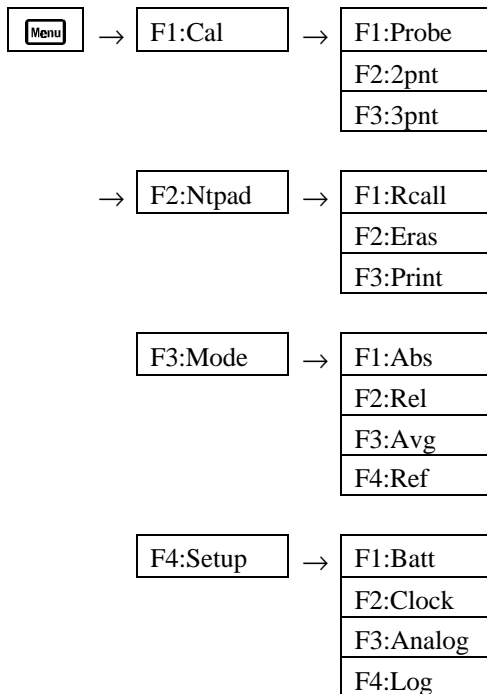 Menu → F1:Cal → F1:Probe
F2:2pnt
F3:3pnt
→ F2:Ntpad → F1:Rcall
F2:Eras
F3:Print
F3:Mode → F1:Abs
F2:Rel
F3:Avg
F4:Ref
F4:Setup → F1:Batt
F2:Clock
F3:Analog
F4:Log